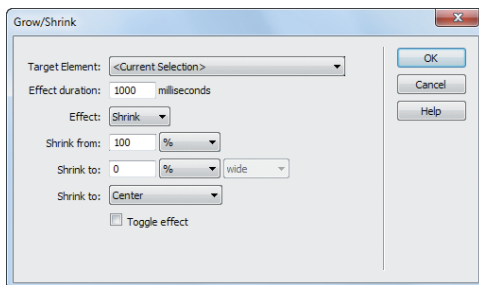 Grow/Shrink
Target Element: <Current Selection>
Effect duration: 1000 milliseconds
Effect: Shrink
Shrink from: 100 %
Shrink to: 0 % wide
Shrink to: Center
Toggle effect
OK
Cancel
Help